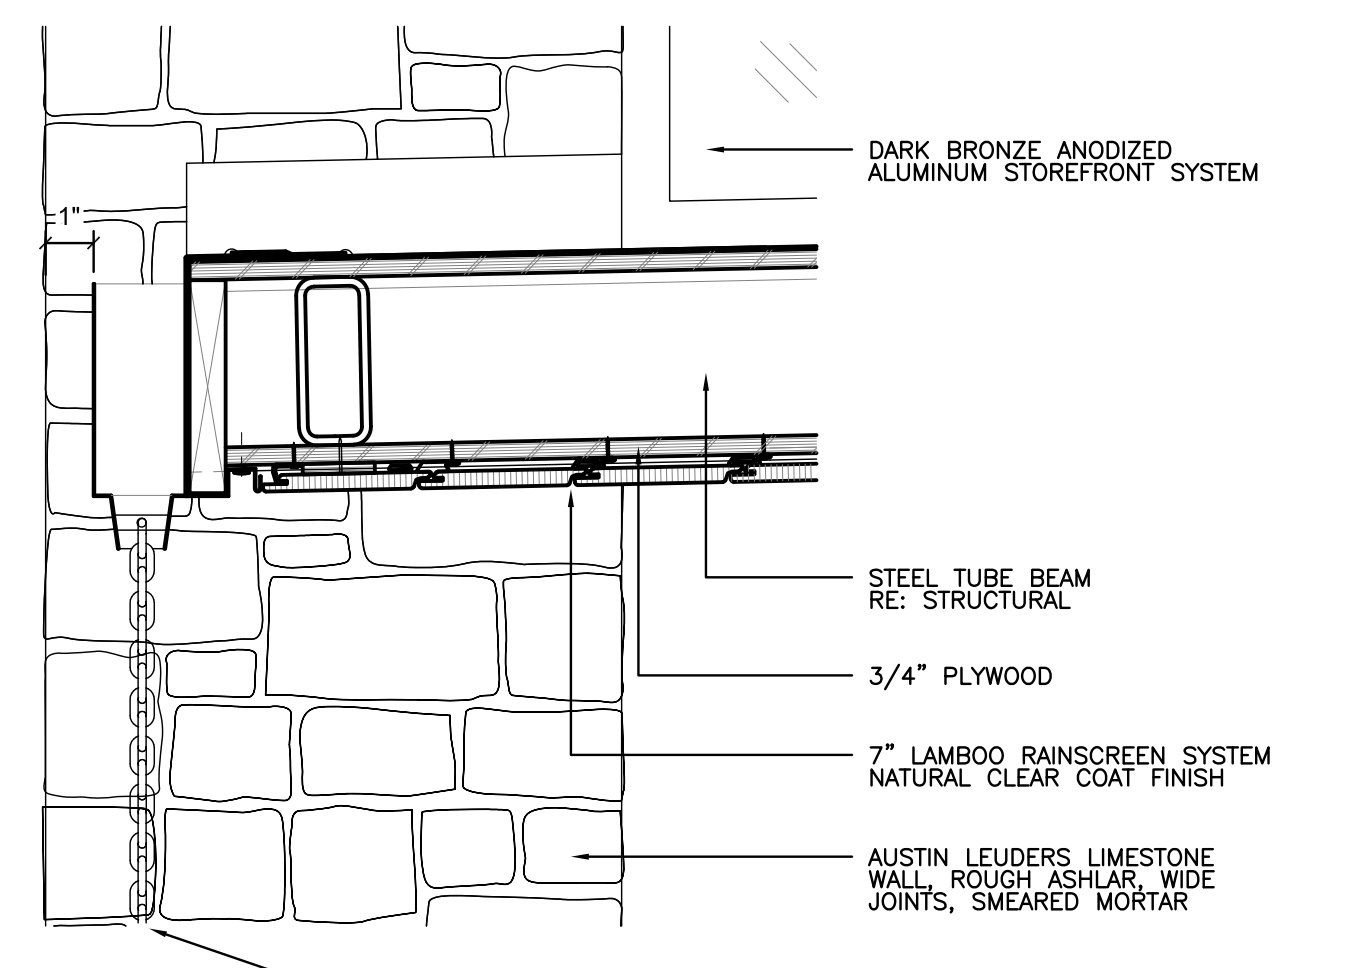 DARK BRONZE ANODIZED
ALUMINUM STOREFRONT SYSTEM
1"
STEEL TUBE BEAM
RE: STRUCTURAL
3/4" PLYWOOD
7" LAMBOO RAINSCREEN SYSTEM
NATURAL CLEAR COAT FINISH
AUSTIN LEUDERS LIMESTONE
WALL, ROUGH ASHLAR, WIDE
JOINTS, SMEARED MORTAR